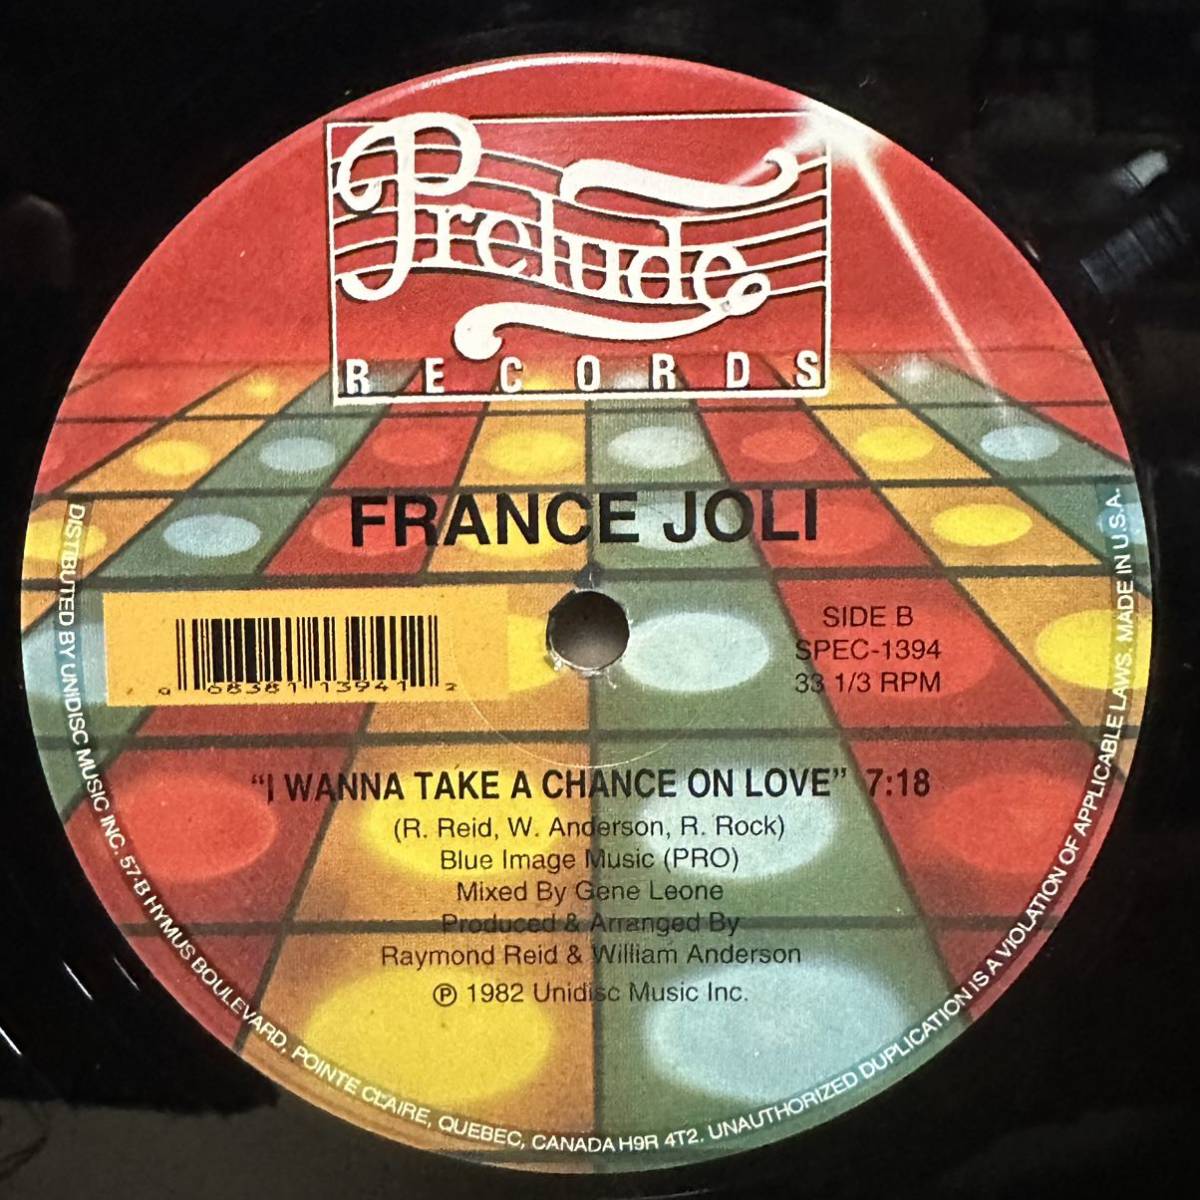 Prelude
RECORDS
FRANCE JOLI
0 68381 13941 2
SIDE B
SPEC-1394
33 1/3 RPM
“I WANNA TAKE A CHANCE ON LOVE” 7:18
(R. Reid, W. Anderson, R. Rock)
Blue Image Music (PRO)
Mixed By Gene Leone
Produced & Arranged By
Raymond Reid & William Anderson
℗ 1982 Unidisc Music Inc.
DISTIBUTED BY UNIDISC MUSIC INC. 57-B HYMUS BOULEVARD, POINTE CLAIRE, QUEBEC, CANADA H9R 4T2. UNAUTHORIZED DUPLICATION IS A VIOLATION OF APPLICABLE LAWS. MADE IN U.S.A.